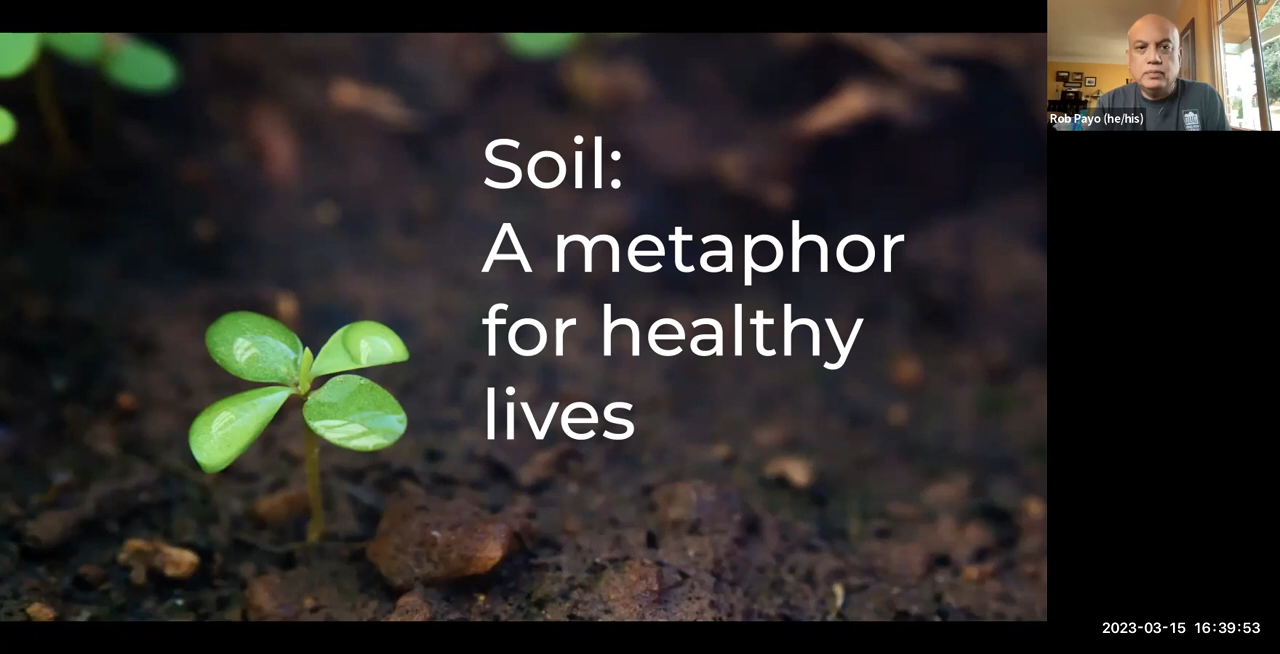 Soil:
A metaphor
for healthy
lives
Rob Payo (he/his)
2023-03-15 16:39:53